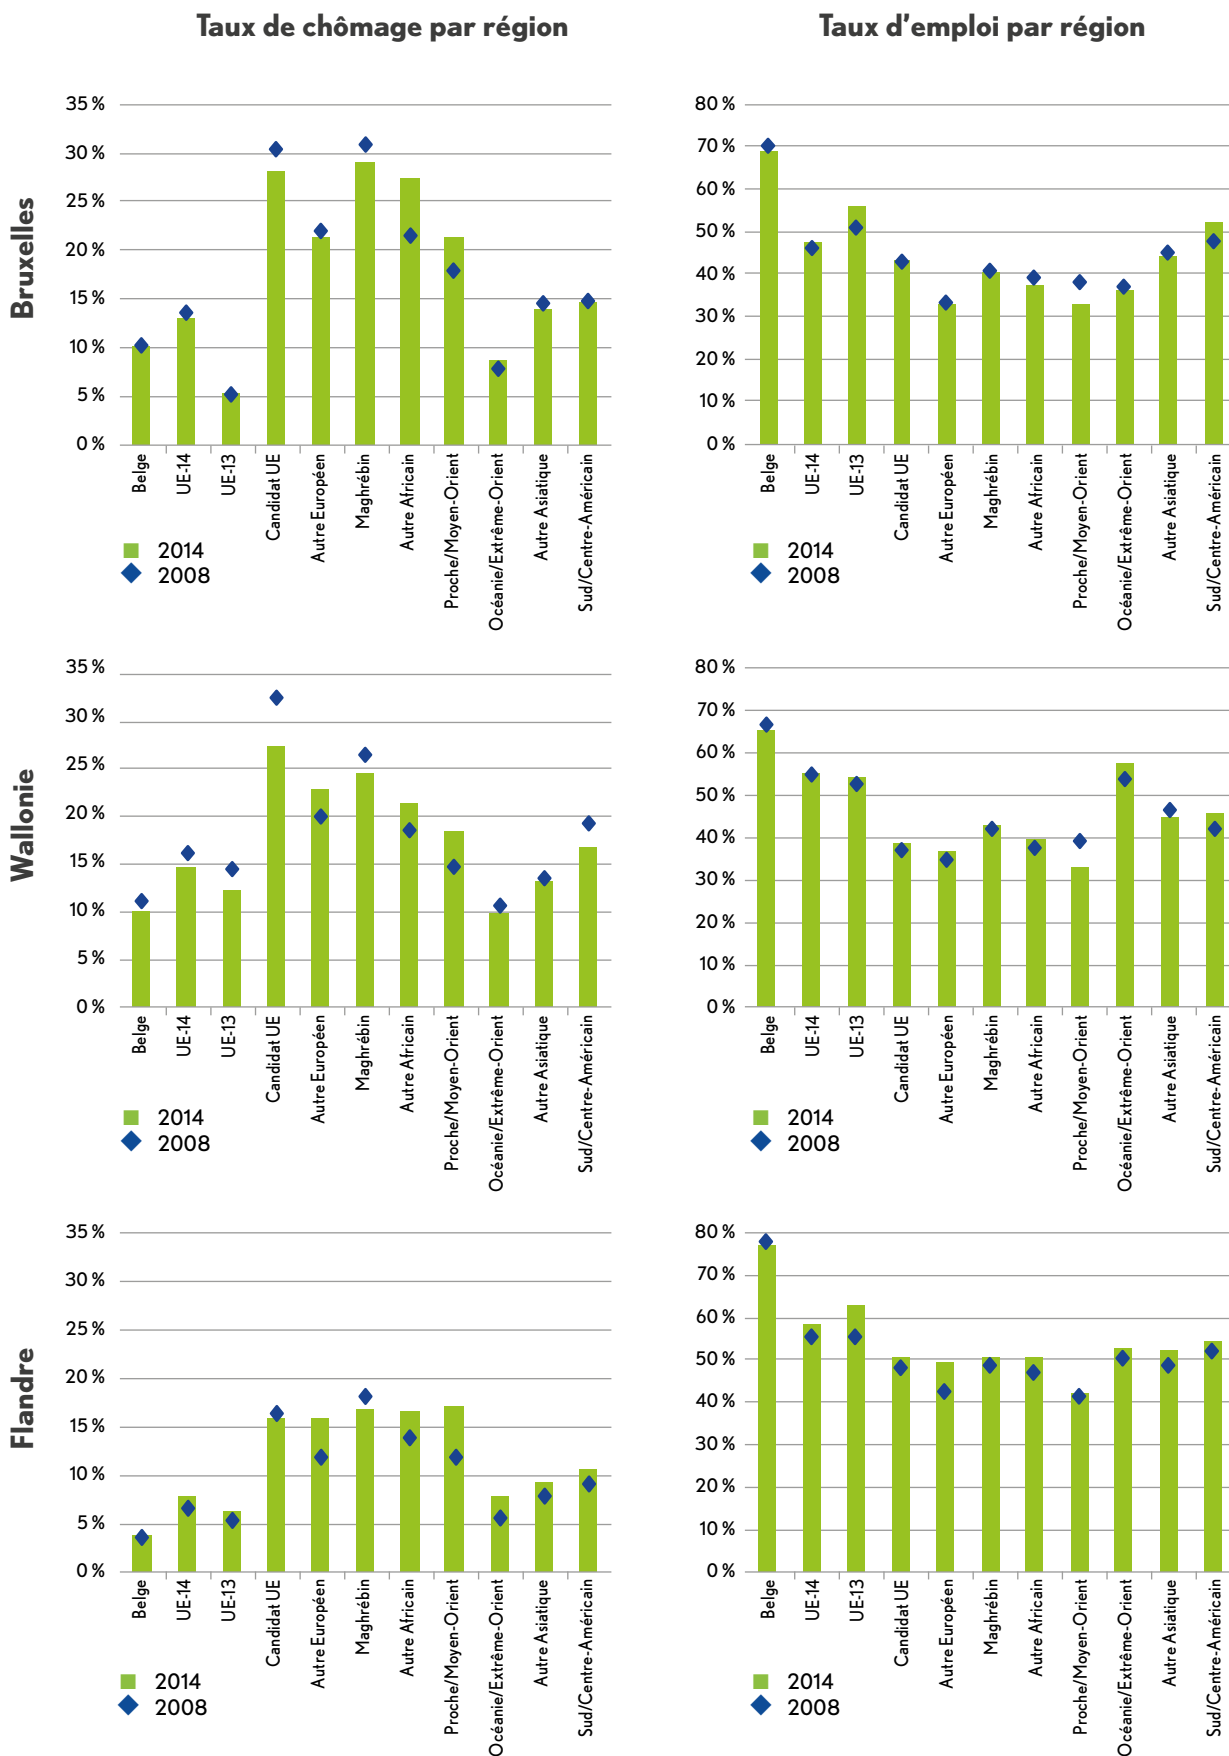 Taux de chômage par région
Taux d'emploi par région
Bruxelles
35 %
30 %
25 %
20 %
15 %
10 %
5 %
0 %
Belge
UE-14
UE-13
Candidat UE
Autre Européen
Maghrébin
Autre Africain
Proche/Moyen-Orient
Océanie/Extrême-Orient
Autre Asiatique
Sud/Centre-Américain
2014
2008
80 %
70 %
60 %
50 %
40 %
30 %
20 %
10 %
0 %
Belge
UE-14
UE-13
Candidat UE
Autre Européen
Maghrébin
Autre Africain
Proche/Moyen-Orient
Océanie/Extrême-Orient
Autre Asiatique
Sud/Centre-Américain
2014
2008
Wallonie
35 %
30 %
25 %
20 %
15 %
10 %
5 %
0 %
Belge
UE-14
UE-13
Candidat UE
Autre Européen
Maghrébin
Autre Africain
Proche/Moyen-Orient
Océanie/Extrême-Orient
Autre Asiatique
Sud/Centre-Américain
2014
2008
80 %
70 %
60 %
50 %
40 %
30 %
20 %
10 %
0 %
Belge
UE-14
UE-13
Candidat UE
Autre Européen
Maghrébin
Autre Africain
Proche/Moyen-Orient
Océanie/Extrême-Orient
Autre Asiatique
Sud/Centre-Américain
2014
2008
Flandre
35 %
30 %
25 %
20 %
15 %
10 %
5 %
0 %
Belge
UE-14
UE-13
Candidat UE
Autre Européen
Maghrébin
Autre Africain
Proche/Moyen-Orient
Océanie/Extrême-Orient
Autre Asiatique
Sud/Centre-Américain
2014
2008
80 %
70 %
60 %
50 %
40 %
30 %
20 %
10 %
0 %
Belge
UE-14
UE-13
Candidat UE
Autre Européen
Maghrébin
Autre Africain
Proche/Moyen-Orient
Océanie/Extrême-Orient
Autre Asiatique
Sud/Centre-Américain
2014
2008